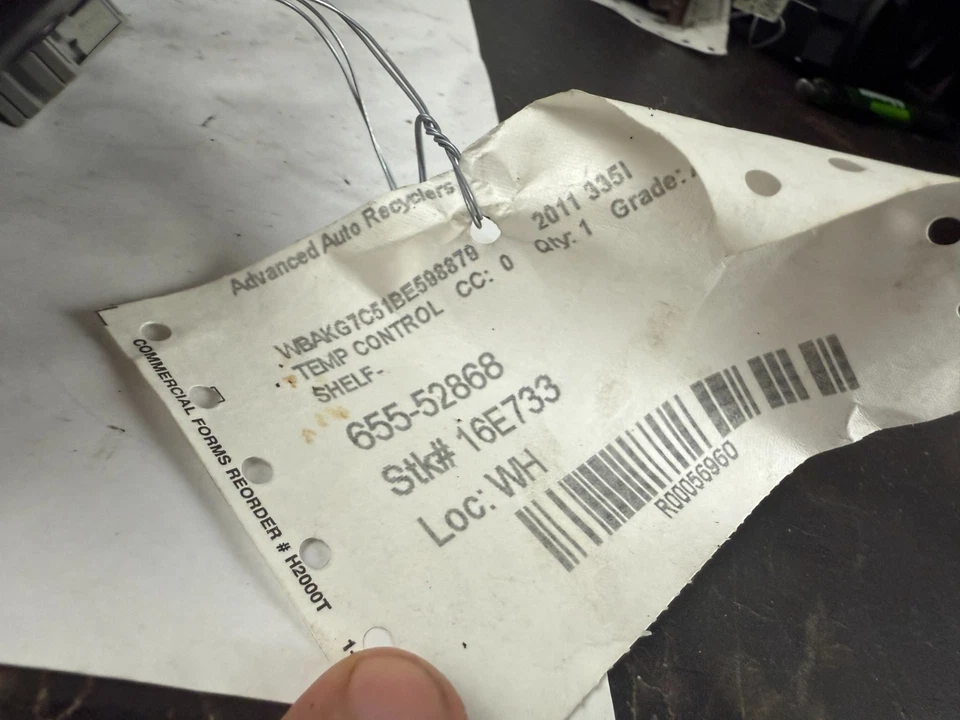 Advanced Auto Recyclers
WBAKG7C51BE598879 2011 335I
TEMP CONTROL CC: 0 Qty: 1 Grade:
SHELF-
655-52868
Stk# 16E733
Loc: WH
R00056960
COMMERCIAL FORMS REORDER # H2000T